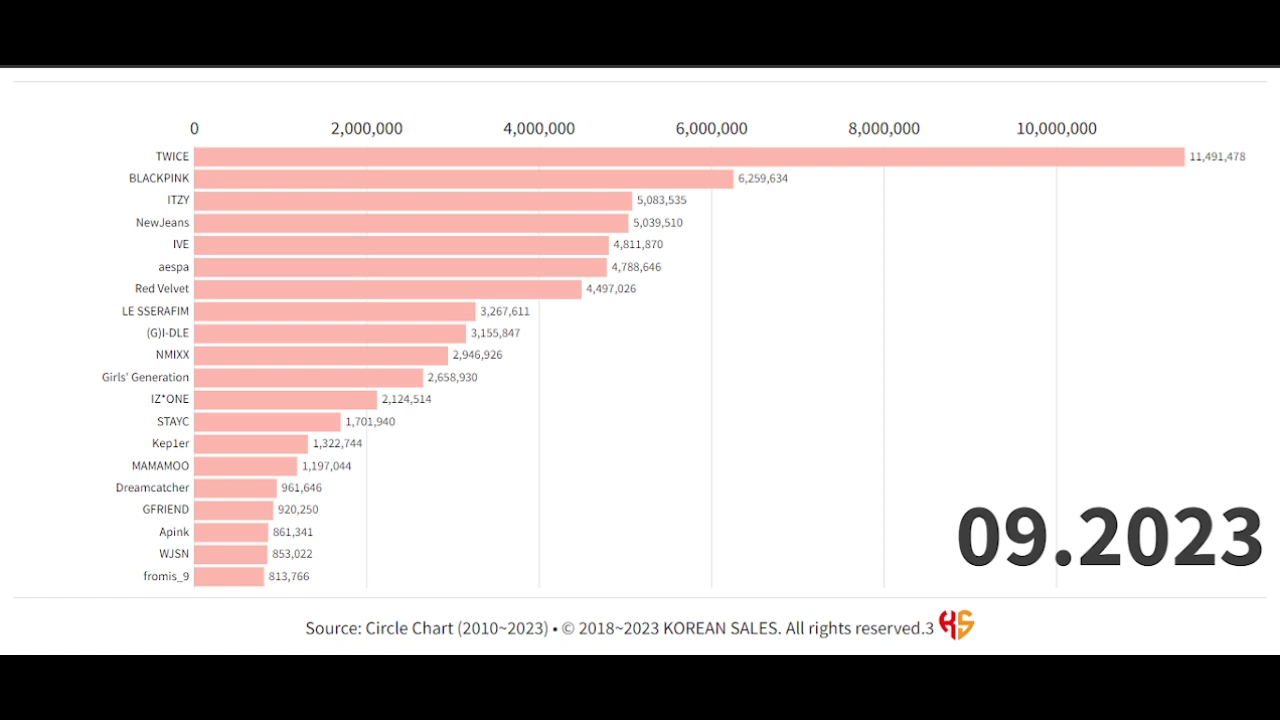 0 2,000,000 4,000,000 6,000,000 8,000,000 10,000,000
TWICE 11,491,478
BLACKPINK 6,259,634
ITZY 5,083,535
NewJeans 5,039,510
IVE 4,811,870
aespa 4,788,646
Red Velvet 4,497,026
LE SSERAFIM 3,267,611
(G)I-DLE 3,155,847
NMIXX 2,946,926
Girls' Generation 2,658,930
IZ*ONE 2,124,514
STAYC 1,701,940
Kep1er 1,322,744
MAMAMOO 1,197,044
Dreamcatcher 961,646
GFRIEND 920,250
Apink 861,341
WJSN 853,022
fromis_9 813,766
09.2023
Source: Circle Chart (2010~2023) • © 2018~2023 KOREAN SALES. All rights reserved.3 KS